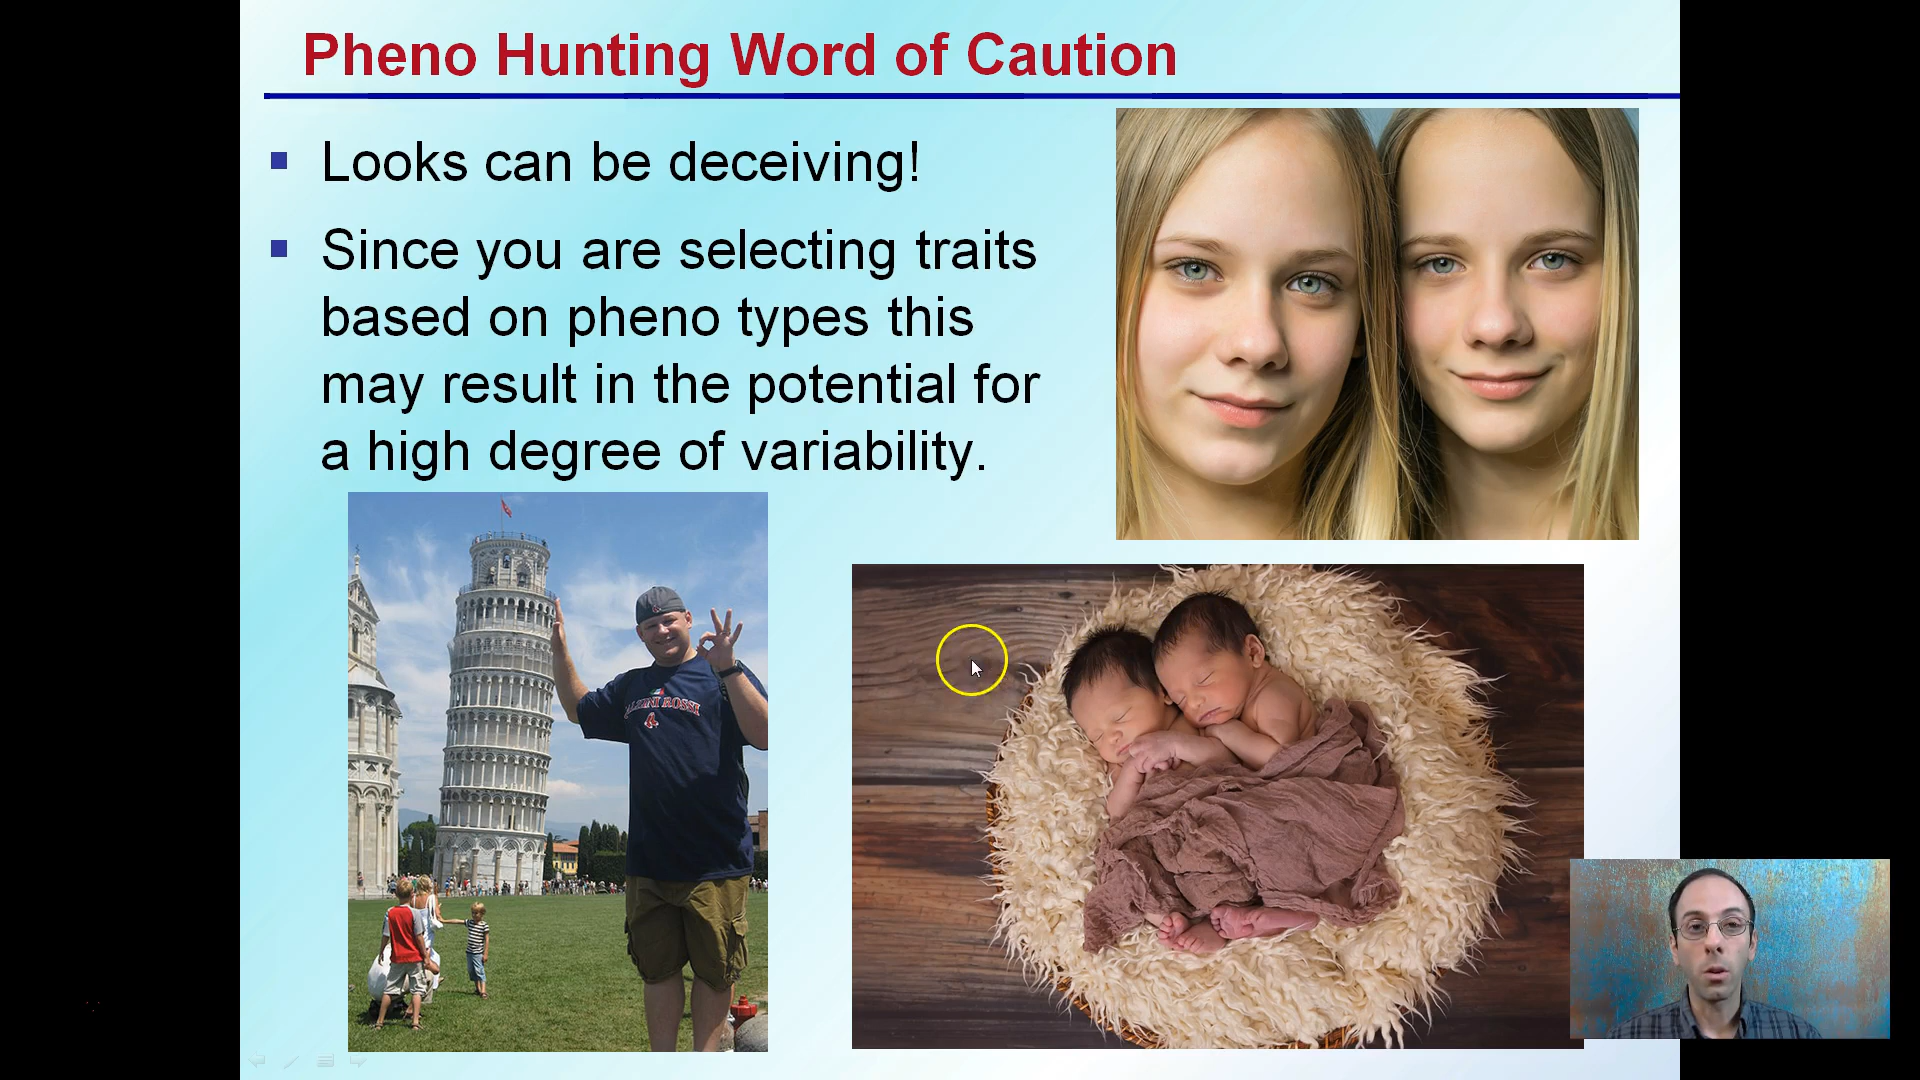 Pheno Hunting Word of Caution
Looks can be deceiving!
Since you are selecting traits
based on pheno types this
may result in the potential for
a high degree of variability.